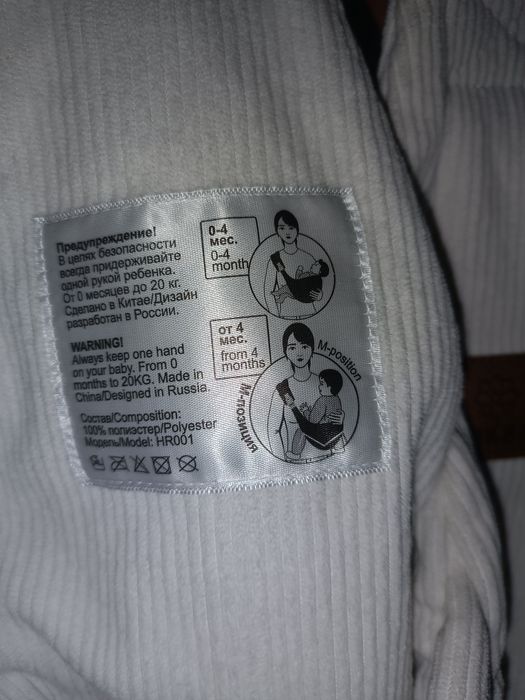 Предупреждение!
В целях безопасности
всегда придерживайте
одной рукой ребенка.
От 0 месяцев до 20 кг.
Сделано в Китае/Дизайн
разработан в России.
WARNING!
Always keep one hand
on your baby. From 0
months to 20KG. Made in
China/Designed in Russia.
Состав/Composition:
100% полиэстер/Polyester
Модель/Model: HR001
0-4
мес.
0-4
month
от 4
мес.
from 4
months
M-position
М-позиция